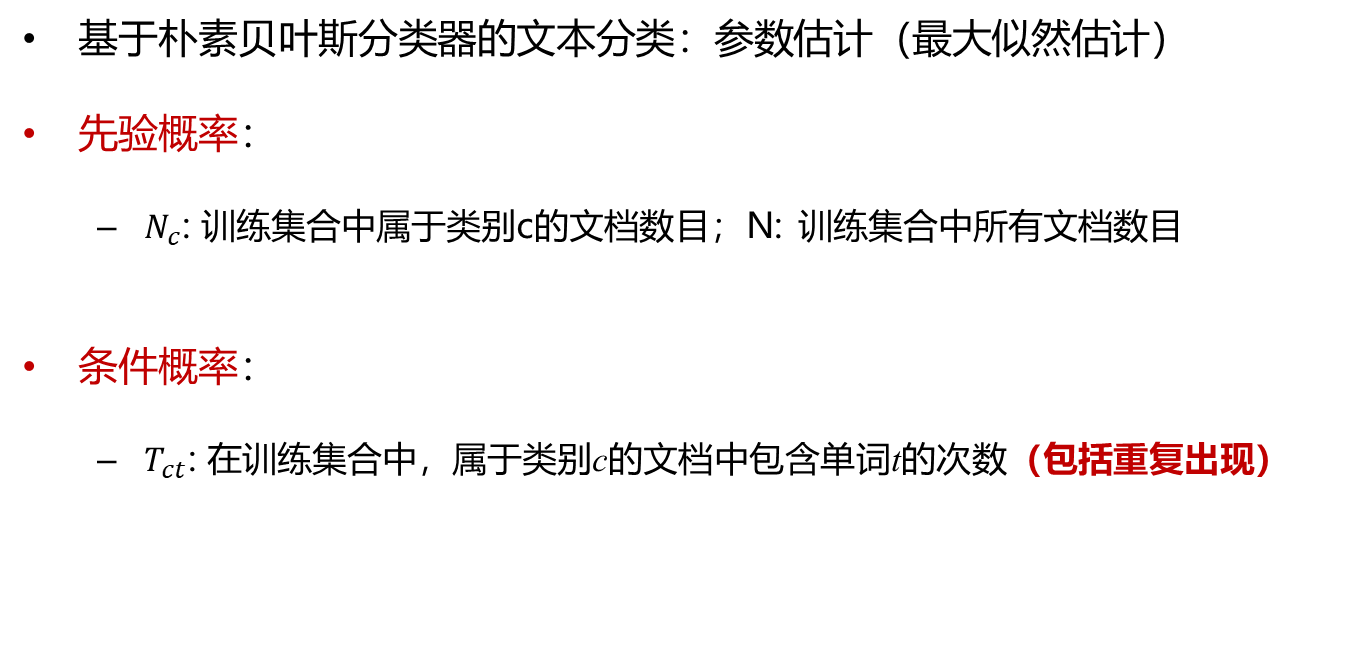 • 基于朴素贝叶斯分类器的文本分类：参数估计（最大似然估计）
• 先验概率：
– N_c: 训练集合中属于类别c的文档数目；N: 训练集合中所有文档数目
• 条件概率：
– T_ct: 在训练集合中，属于类别c的文档中包含单词t的次数（包括重复出现）